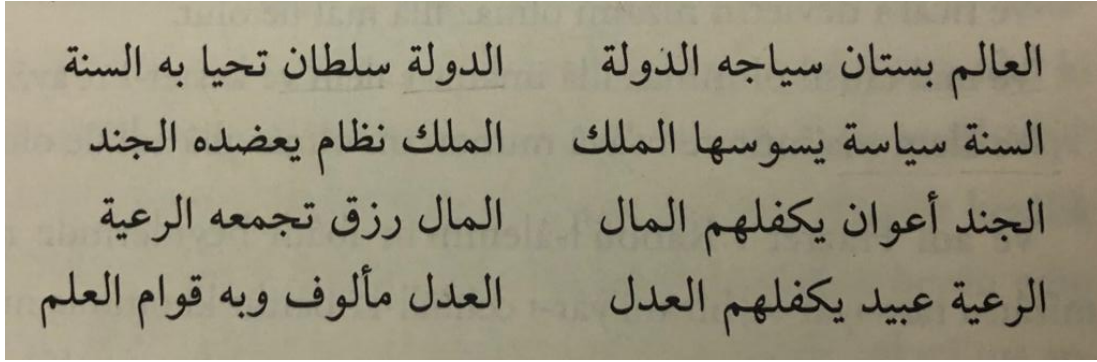 العالم بستان سياجه الدولة الدولة سلطان تحيا به السنة
السنة سياسة يسوسها الملك الملك نظام يعضده الجند
الجند أعوان يكفلهم المال المال رزق تجمعه الرعية
الرعية عبيد يكفلهم العدل العدل مألوف وبه قوام العلم